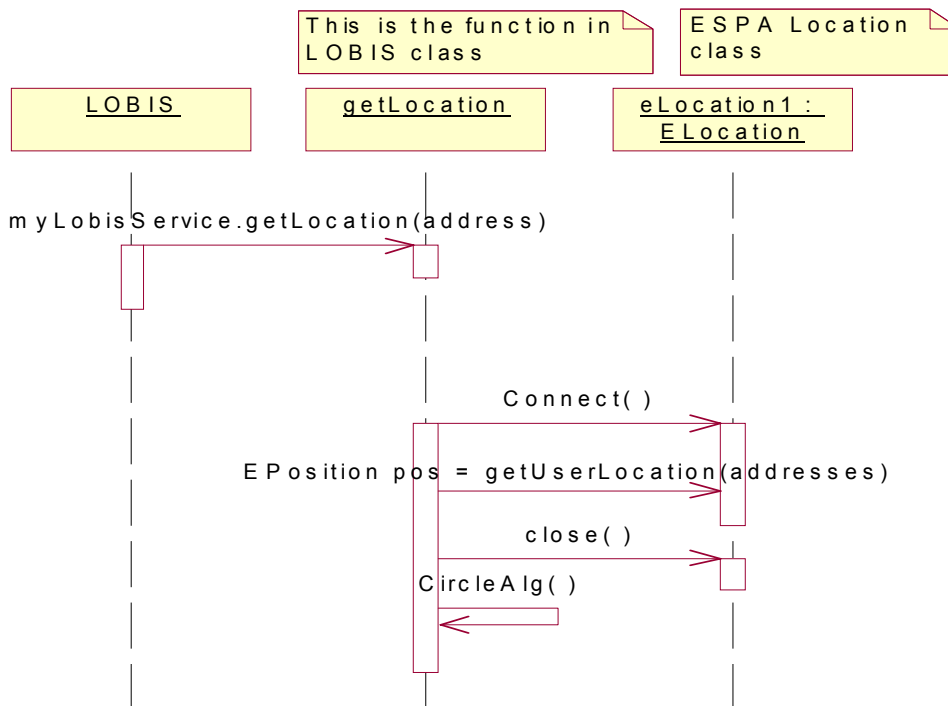 This is the function in
LOBIS class
ESPA Location
class
LOBIS
getLocation
eLocation1 :
ELocation
myLobisService.getLocation(address)
Connect( )
EPosition pos = getUserLocation(addresses)
close( )
CircleAlg( )